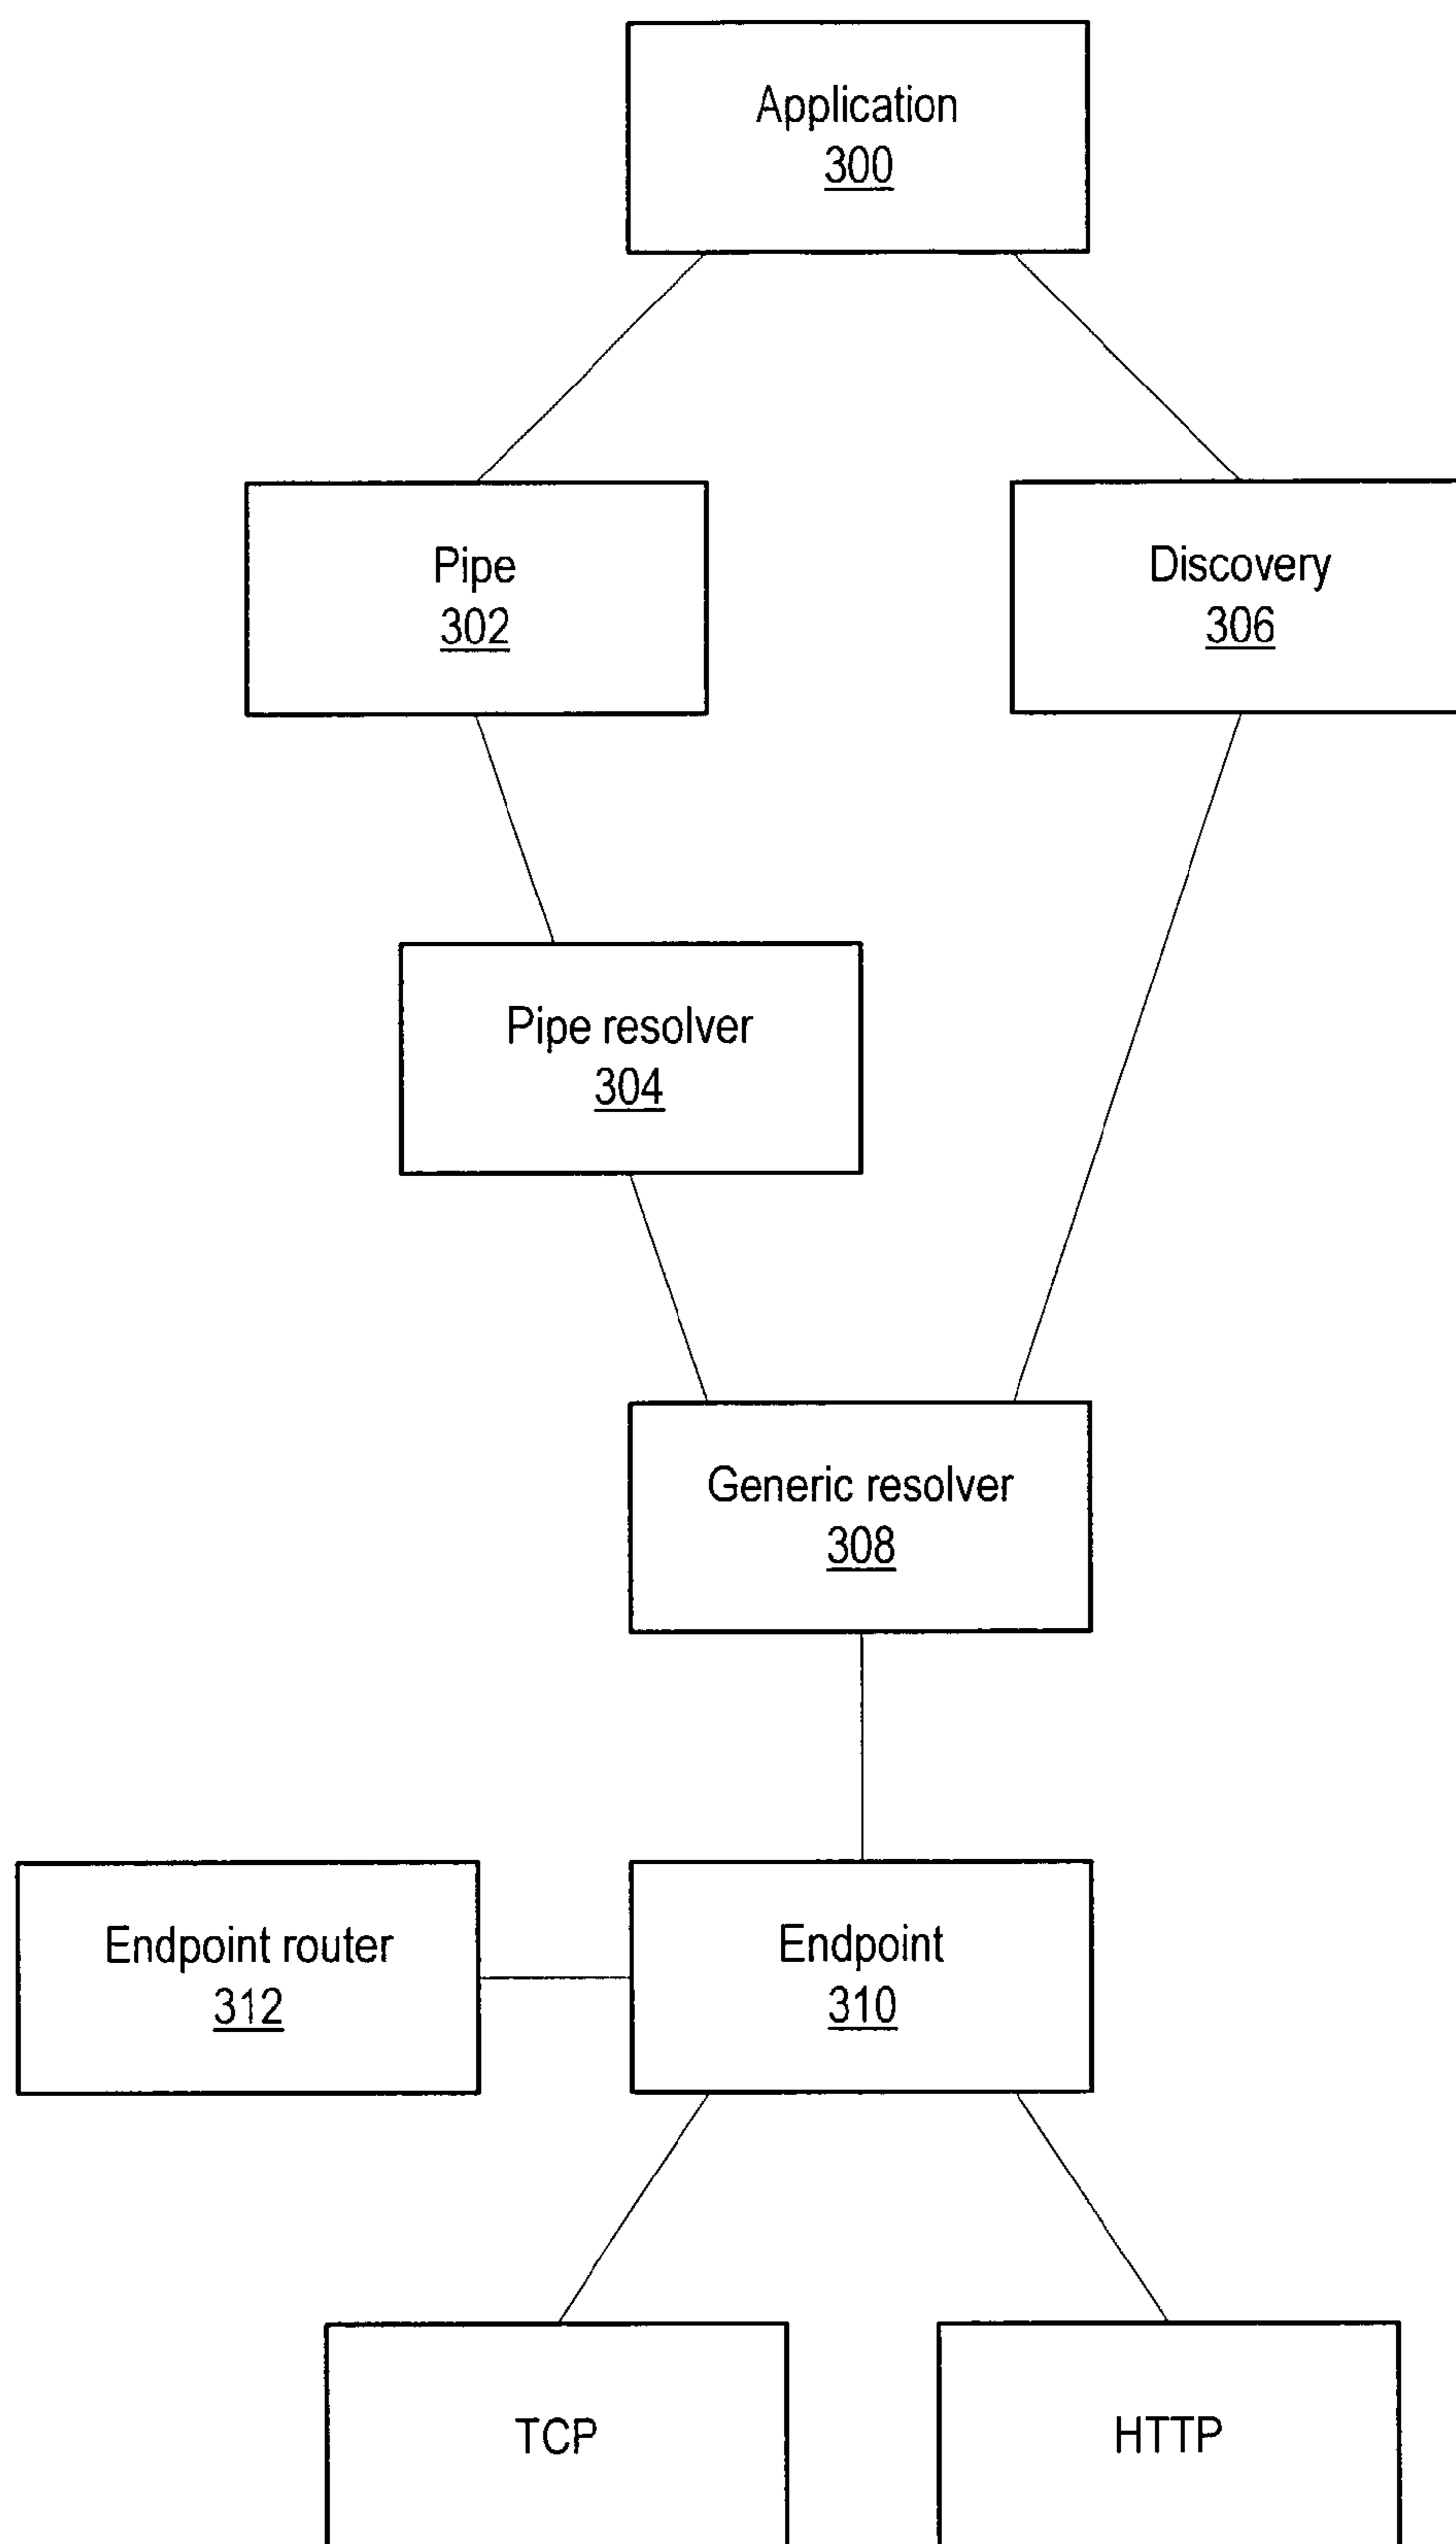 Application
300
Pipe
302
Discovery
306
Pipe resolver
304
Generic resolver
308
Endpoint router
312
Endpoint
310
TCP
HTTP